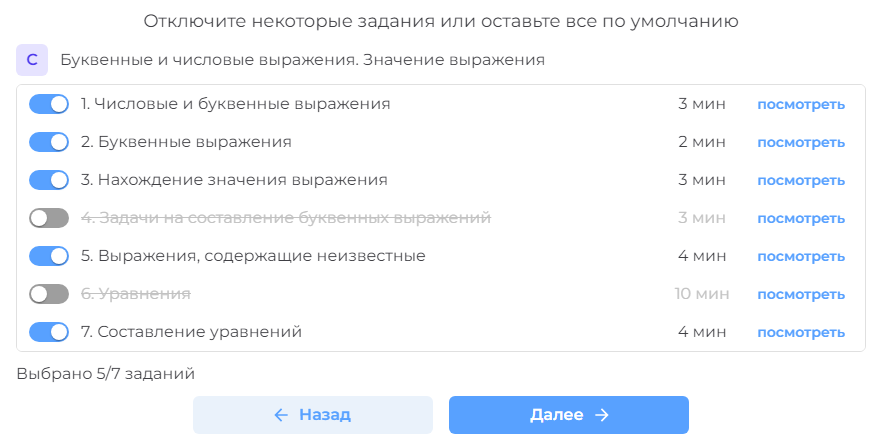 Отключите некоторые задания или оставьте все по умолчанию
С Буквенные и числовые выражения. Значение выражения
1. Числовые и буквенные выражения 3 мин посмотреть
2. Буквенные выражения 2 мин посмотреть
3. Нахождение значения выражения 3 мин посмотреть
4. Задачи на составление буквенных выражений 3 мин посмотреть
5. Выражения, содержащие неизвестные 4 мин посмотреть
6. Уравнения 10 мин посмотреть
7. Составление уравнений 4 мин посмотреть
Выбрано 5/7 заданий
← Назад Далее →